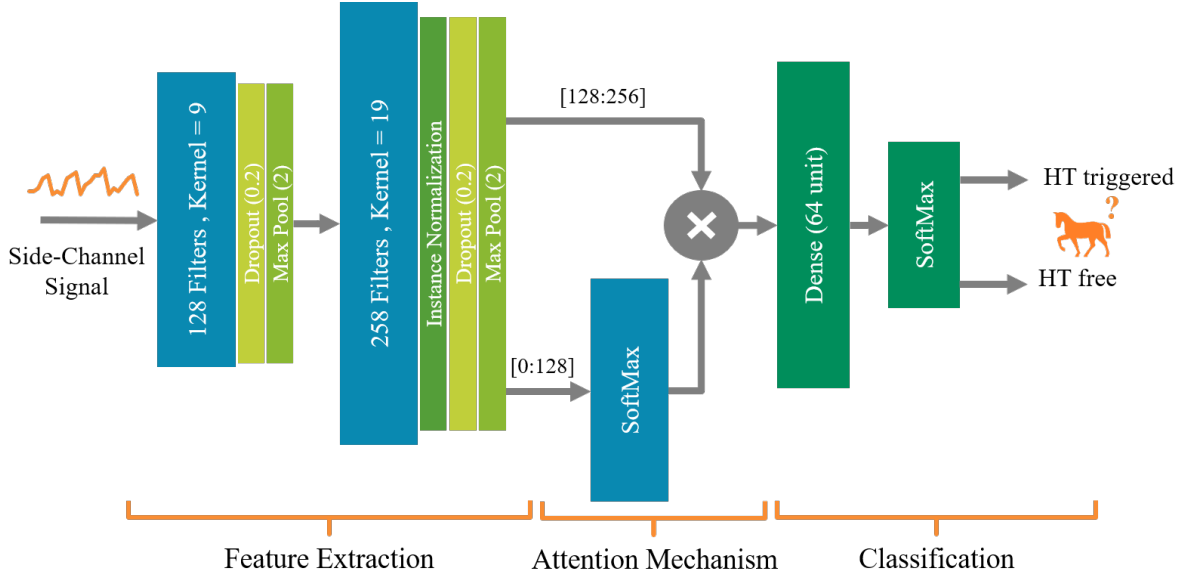 Side-Channel
Signal
128 Filters , Kernel = 9
Dropout (0.2)
Max Pool (2)
258 Filters , Kernel = 19
Instance Normalization
Dropout (0.2)
Max Pool (2)
[128:256]
[0:128]
SoftMax
Dense (64 unit)
SoftMax
HT triggered
?
HT free
Feature Extraction
Attention Mechanism
Classification